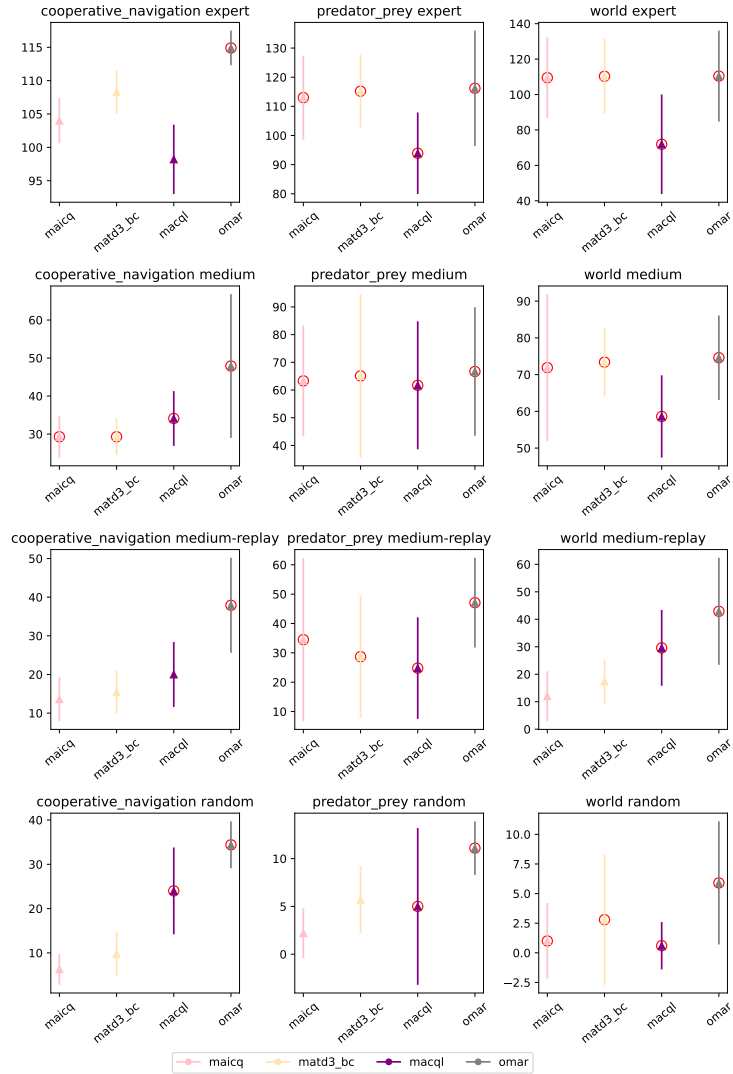 cooperative_navigation expert
predator_prey expert
world expert
115
110
105
100
95
130
120
110
100
90
80
140
120
100
80
60
40
maicq
matd3_bc
macql
omar
maicq
matd3_bc
macql
omar
maicq
matd3_bc
macql
omar
cooperative_navigation medium
predator_prey medium
world medium
60
50
40
30
90
80
70
60
50
40
90
80
70
60
50
maicq
matd3_bc
macql
omar
maicq
matd3_bc
macql
omar
maicq
matd3_bc
macql
omar
cooperative_navigation medium-replay
predator_prey medium-replay
world medium-replay
50
40
30
20
10
60
50
40
30
20
10
60
50
40
30
20
10
0
maicq
matd3_bc
macql
omar
maicq
matd3_bc
macql
omar
maicq
matd3_bc
macql
omar
cooperative_navigation random
predator_prey random
world random
40
30
20
10
10
5
0
10.0
7.5
5.0
2.5
0.0
−2.5
maicq
matd3_bc
macql
omar
maicq
matd3_bc
macql
omar
maicq
matd3_bc
macql
omar
maicq
matd3_bc
macql
omar